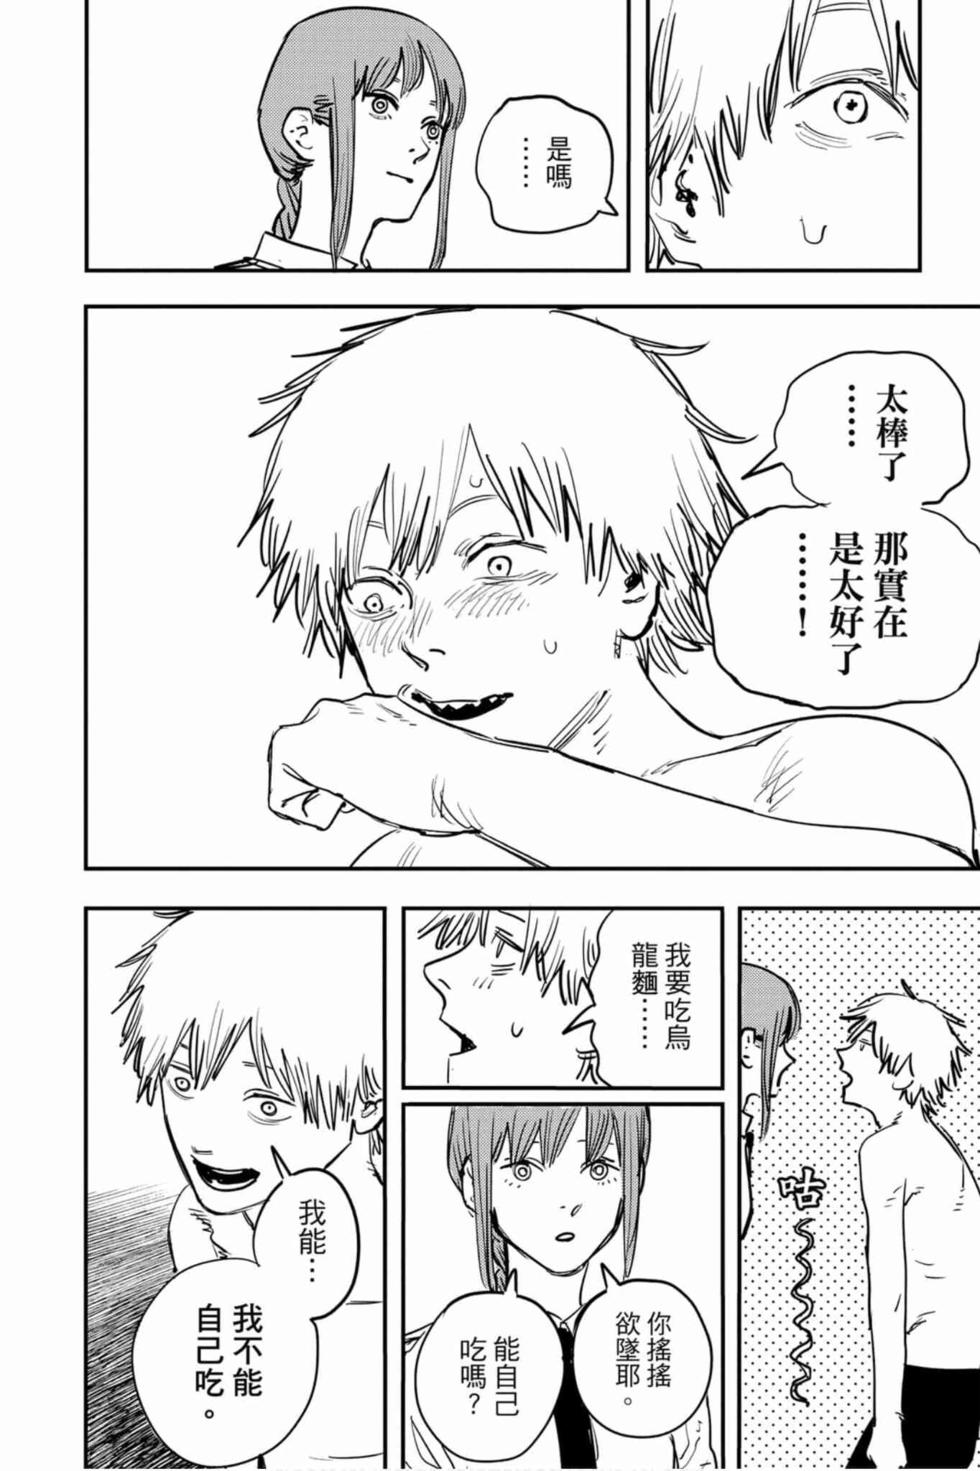 是嗎
……
太棒了
……
那實在
是太好了
……！
咕
我要吃烏
龍麵……
你搖搖
欲墜耶。
能自己
吃嗎？
我能…
我不能
自己吃。